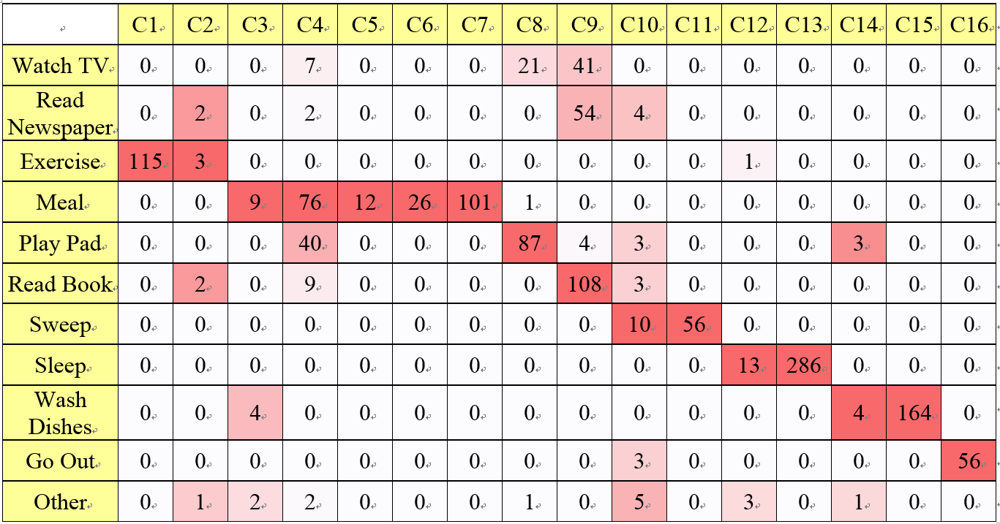 C1 C2 C3 C4 C5 C6 C7 C8 C9 C10 C11 C12 C13 C14 C15 C16
Watch TV 0 0 0 7 0 0 0 21 41 0 0 0 0 0 0 0
Read
Newspaper 0 2 0 2 0 0 0 0 54 4 0 0 0 0 0 0
Exercise 115 3 0 0 0 0 0 0 0 0 0 1 0 0 0 0
Meal 0 0 9 76 12 26 101 1 0 0 0 0 0 0 0 0
Play Pad 0 0 0 40 0 0 0 87 4 3 0 0 0 3 0 0
Read Book 0 2 0 9 0 0 0 0 108 3 0 0 0 0 0 0
Sweep 0 0 0 0 0 0 0 0 0 10 56 0 0 0 0 0
Sleep 0 0 0 0 0 0 0 0 0 0 0 13 286 0 0 0
Wash
Dishes 0 0 4 0 0 0 0 0 0 0 0 0 0 4 164 0
Go Out 0 0 0 0 0 0 0 0 0 3 0 0 0 0 0 56
Other 0 1 2 2 0 0 0 1 0 5 0 3 0 1 0 0